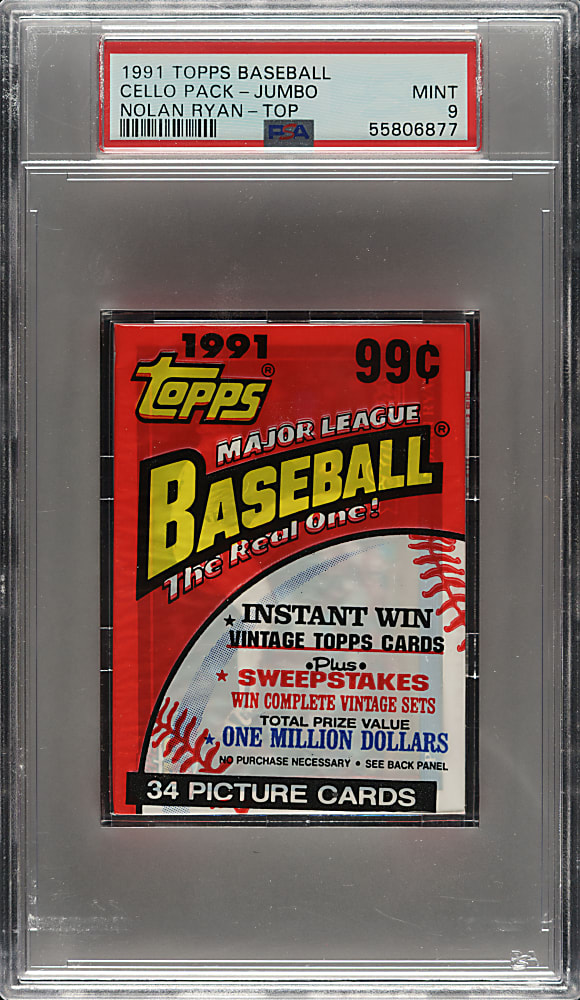 1991 TOPPS BASEBALL
CELLO PACK - JUMBO MINT
NOLAN RYAN - TOP 9
PSA 55806877
1991 99¢
TOPPS®
MAJOR LEAGUE
BASEBALL®
The Real One!
★ INSTANT WIN
VINTAGE TOPPS CARDS
•Plus•
★ SWEEPSTAKES
WIN COMPLETE VINTAGE SETS
TOTAL PRIZE VALUE
★ ONE MILLION DOLLARS
NO PURCHASE NECESSARY • SEE BACK PANEL
34 PICTURE CARDS